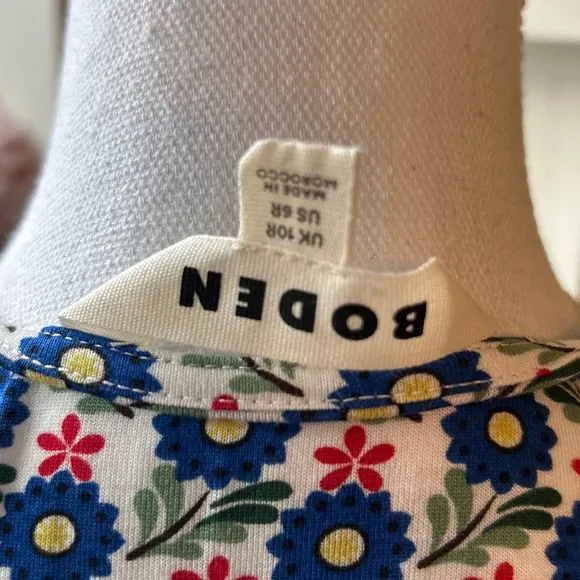 BODEN
UK 10R
US 6R
MADE IN
MOROCCO